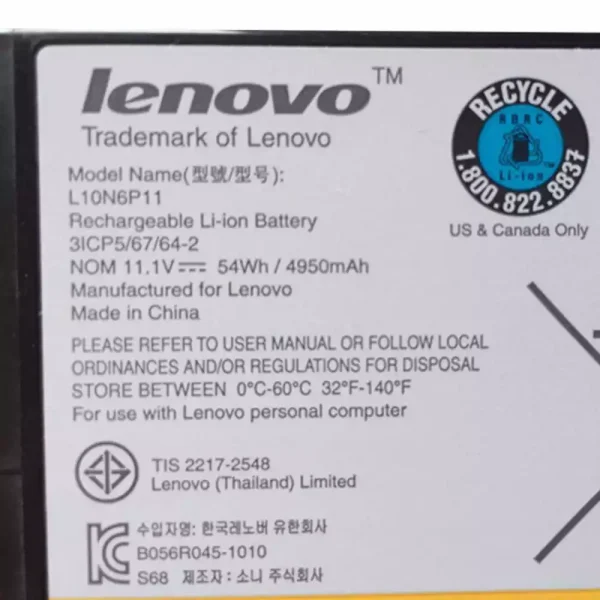 lenovo™
Trademark of Lenovo
Model Name(型號/型号):
L10N6P11
Rechargeable Li-ion Battery
3ICP5/67/64-2
NOM 11.1V⎓ 54Wh / 4950mAh
Manufactured for Lenovo
Made in China
PLEASE REFER TO USER MANUAL OR FOLLOW LOCAL
ORDINANCES AND/OR REGULATIONS FOR DISPOSAL
STORE BETWEEN 0°C-60°C 32°F-140°F
For use with Lenovo personal computer
TIS 2217-2548
Lenovo (Thailand) Limited
수입자명: 한국레노버 유한회사
B056R045-1010
S68 제조자 : 소니 주식회사
RECYCLE
RBRC
Li-ion
1.800.822.8837
US & Canada Only